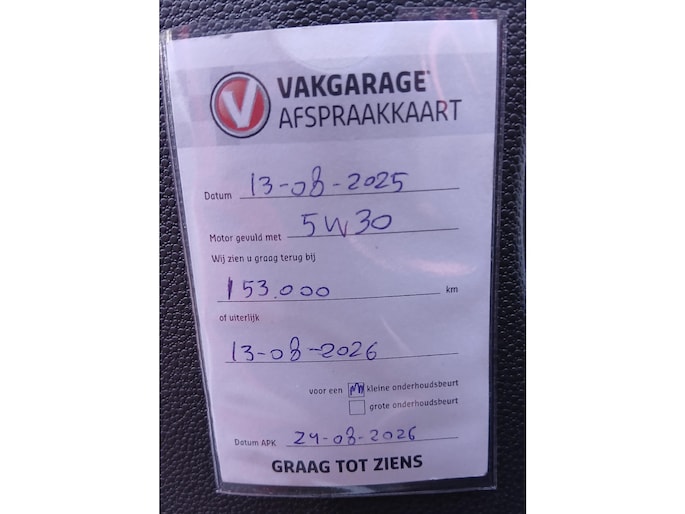 VAKGARAGE
AFSPRAAKKAART
Datum 13-08-2025
Motor gevuld met 5W30
Wij zien u graag terug bij
153.000 km
of uiterlijk
13-08-2026
voor een kleine onderhoudsbeurt
grote onderhoudsbeurt
Datum APK 24-08-2026
GRAAG TOT ZIENS